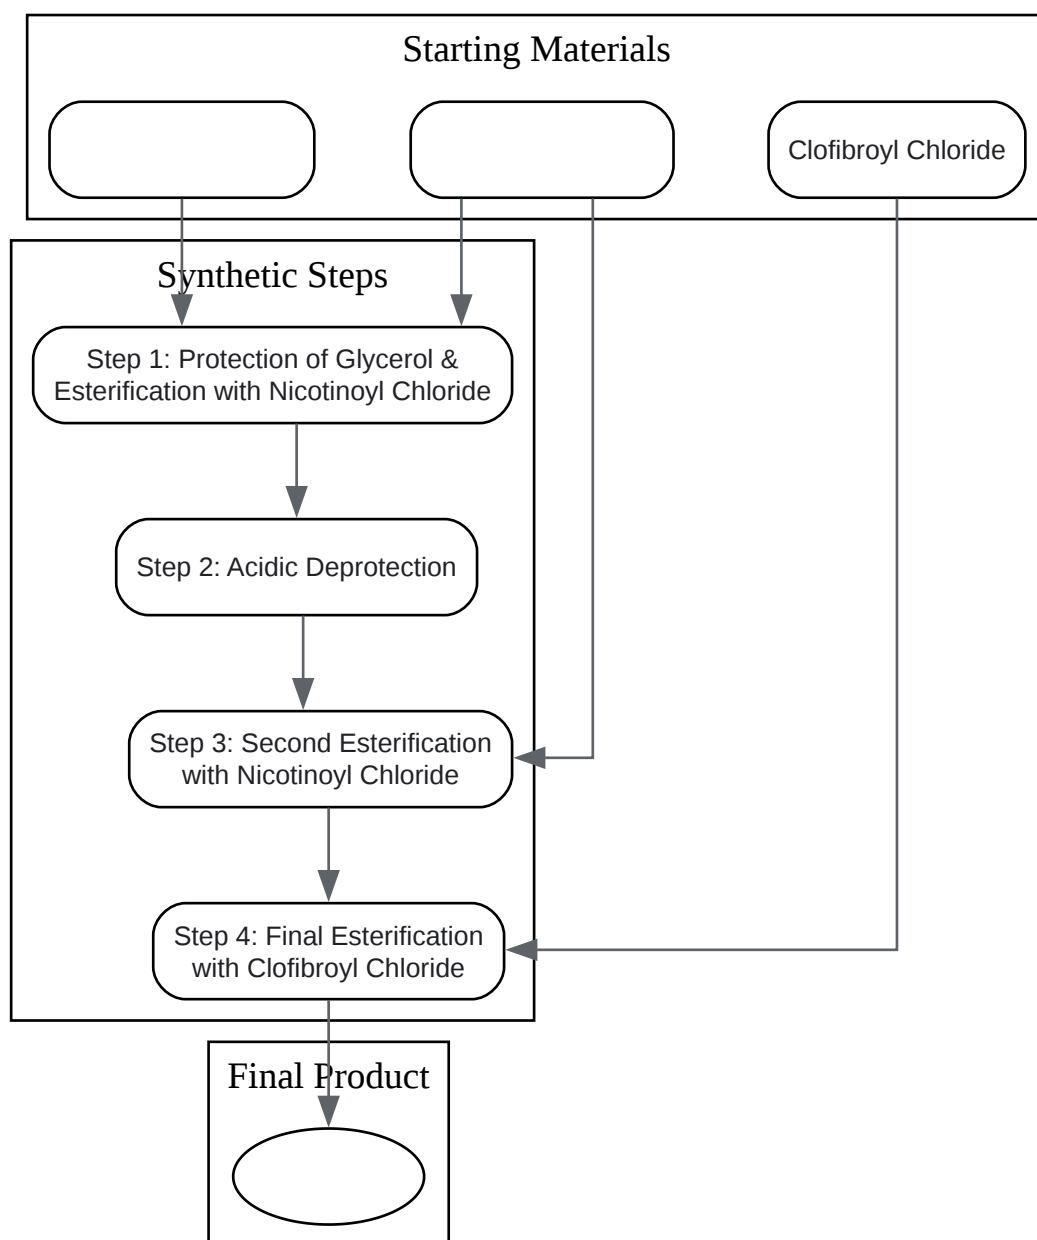 Starting Materials
Clofibroyl Chloride
Synthetic Steps
Step 1: Protection of Glycerol &
Esterification with Nicotinoyl Chloride
Step 2: Acidic Deprotection
Step 3: Second Esterification
with Nicotinoyl Chloride
Step 4: Final Esterification
with Clofibroyl Chloride
Final Product